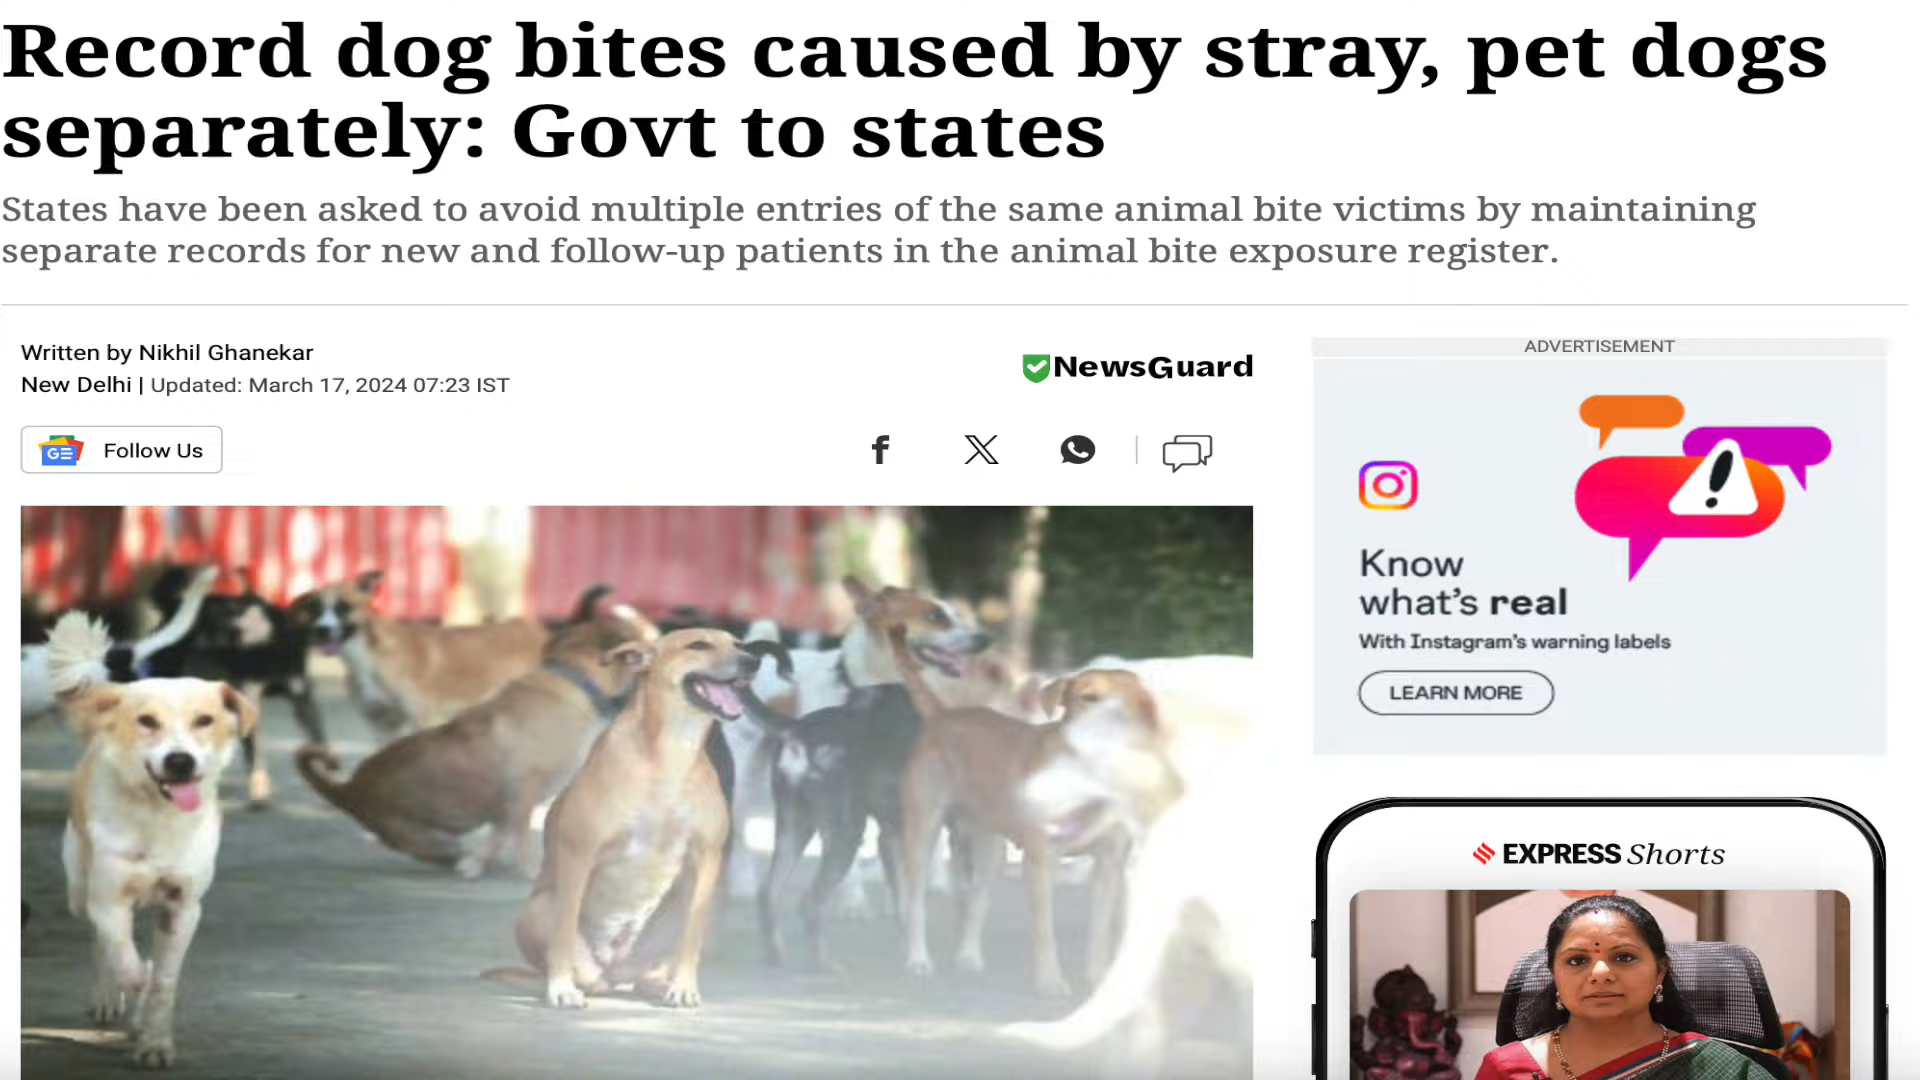 Record dog bites caused by stray, pet dogs
separately: Govt to states
States have been asked to avoid multiple entries of the same animal bite victims by maintaining
separate records for new and follow-up patients in the animal bite exposure register.
Written by Nikhil Ghanekar
New Delhi | Updated: March 17, 2024 07:23 IST
NewsGuard
GE Follow Us
ADVERTISEMENT
Know
what's real
With Instagram's warning labels
LEARN MORE
EXPRESS Shorts